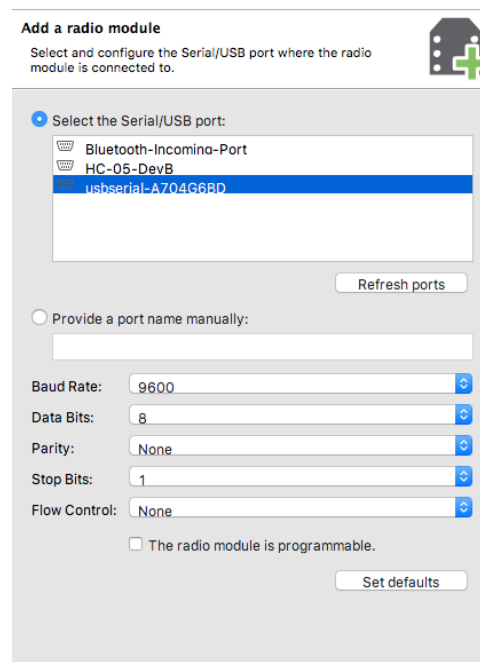 Add a radio module
Select and configure the Serial/USB port where the radio
module is connected to.
Select the Serial/USB port:
Bluetooth-Incoming-Port
HC-05-DevB
usbserial-A704G6BD
Refresh ports
Provide a port name manually:
Baud Rate: 9600
Data Bits: 8
Parity: None
Stop Bits: 1
Flow Control: None
The radio module is programmable.
Set defaults